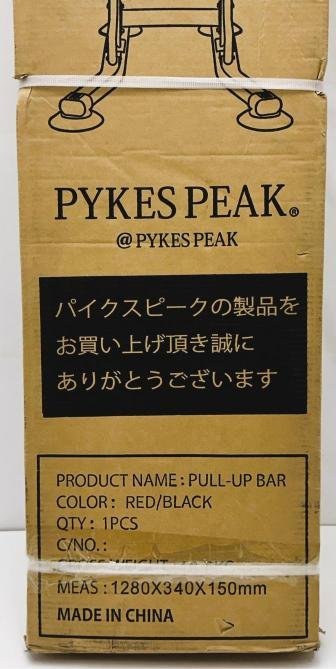 PYKES PEAK®
@PYKES PEAK
パイクスピークの製品を
お買い上げ頂き誠に
ありがとうございます
PRODUCT NAME : PULL-UP BAR
COLOR : RED/BLACK
QTY : 1PCS
C/NO. :
MEAS : 1280X340X150mm
MADE IN CHINA